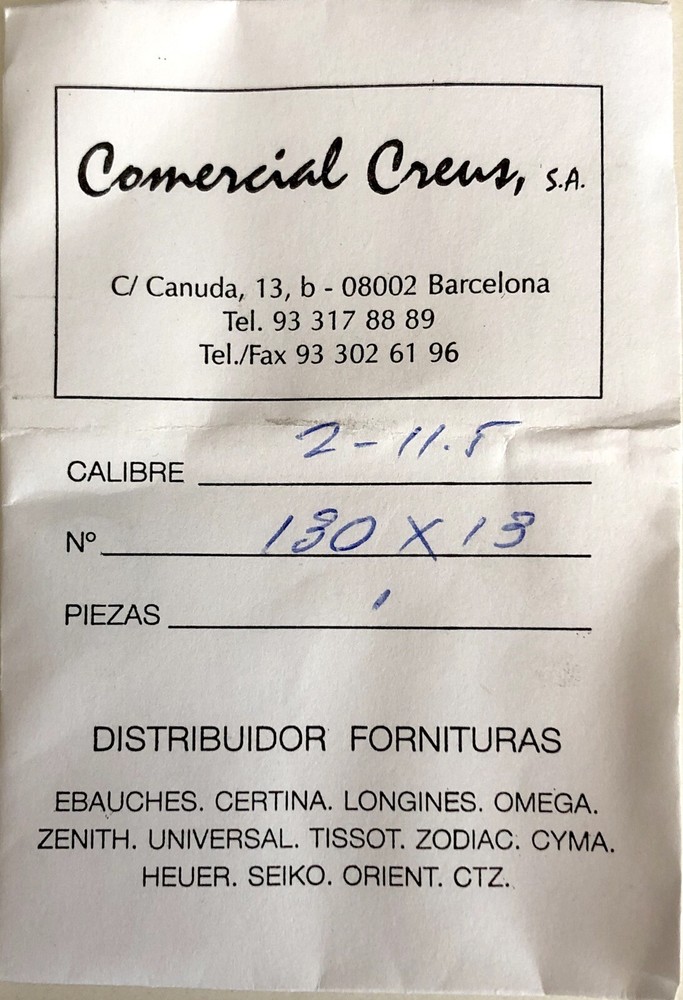 Comercial Creus, S.A.
C/ Canuda, 13, b - 08002 Barcelona
Tel. 93 317 88 89
Tel./Fax 93 302 61 96
CALIBRE 2-11.5
Nº 130 X 13
PIEZAS 1
DISTRIBUIDOR FORNITURAS
EBAUCHES. CERTINA. LONGINES. OMEGA.
ZENITH. UNIVERSAL. TISSOT. ZODIAC. CYMA.
HEUER. SEIKO. ORIENT. CTZ.